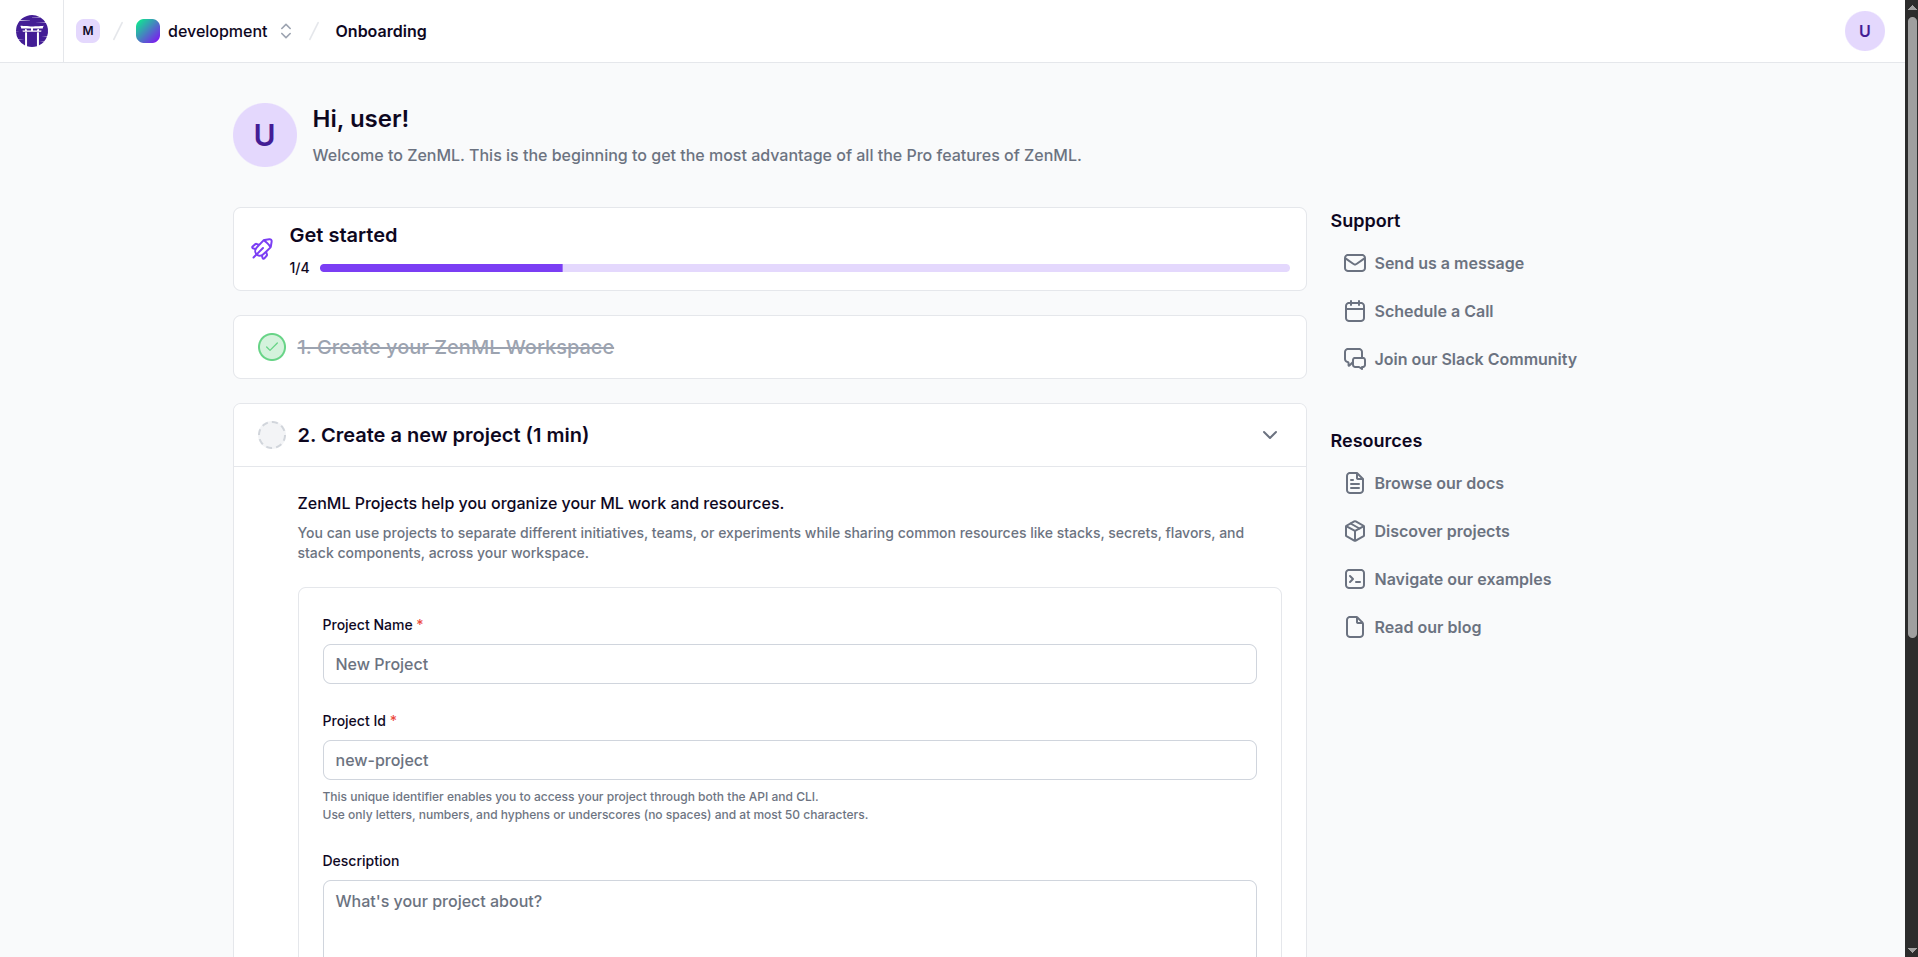 M / development / Onboarding
U
U
Hi, user!
Welcome to ZenML. This is the beginning to get the most advantage of all the Pro features of ZenML.
Get started
1/4
1. Create your ZenML Workspace
2. Create a new project (1 min)
ZenML Projects help you organize your ML work and resources.
You can use projects to separate different initiatives, teams, or experiments while sharing common resources like stacks, secrets, flavors, and
stack components, across your workspace.
Project Name *
New Project
Project Id *
new-project
This unique identifier enables you to access your project through both the API and CLI.
Use only letters, numbers, and hyphens or underscores (no spaces) and at most 50 characters.
Description
What's your project about?
Support
Send us a message
Schedule a Call
Join our Slack Community
Resources
Browse our docs
Discover projects
Navigate our examples
Read our blog